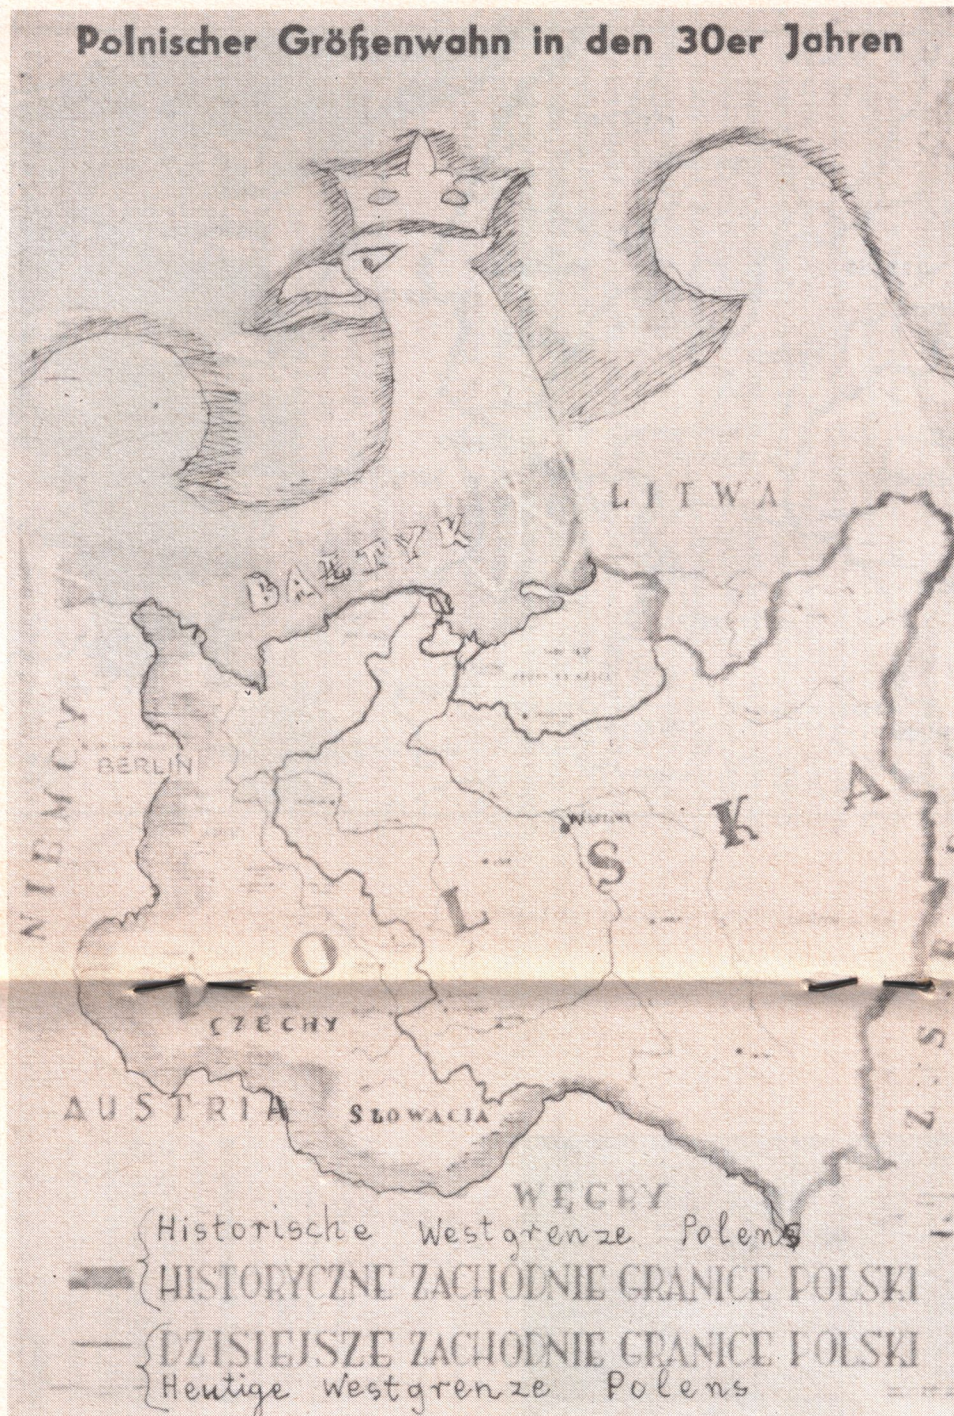 Polnischer Größenwahn in den 30er Jahren
LITWA
BAŁTYK
NIEMCY
BERLIN
POLSKA
CZECHY
AUSTRIA
SŁOWACJA
WĘGRY
Historische Westgrenze Polens
HISTORYCZNE ZACHODNIE GRANICE POLSKI
DZISIEJSZE ZACHODNIE GRANICE POLSKI
Heutige Westgrenze Polens